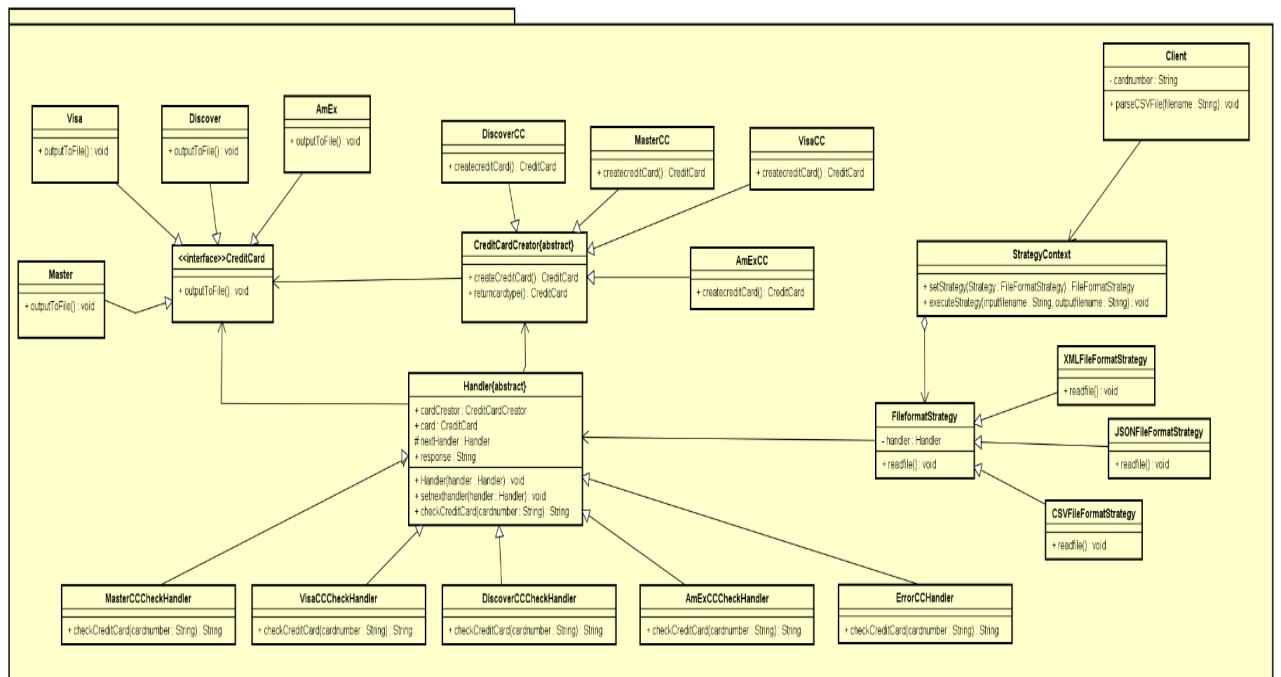 Client
- cardnumber : String
+ parseCSVFile(filename : String) : void
Visa
+ outputToFile() : void
Discover
+ outputToFile() : void
AmEx
+ outputToFile() : void
DiscoverCC
+ createcreditCard() : CreditCard
MasterCC
+ createcreditCard() : CreditCard
VisaCC
+ createcreditCard() : CreditCard
Master
+ outputToFile() : void
<<interface>>CreditCard
+ outputToFile() : void
CreditCardCreator{abstract}
+ createCreditCard() : CreditCard
+ returncardtype() : CreditCard
AmExCC
+ createcreditCard() : CreditCard
StrategyContext
+ setStrategy(Strategy : FileFormatStrategy) : FileFormatStrategy
+ executeStrategy(inputfilename : String, outputfilename : String) : void
Handler{abstract}
+ cardCreator : CreditCardCreator
+ card : CreditCard
# nextHandler : Handler
+ response : String
+ Handler(handler : Handler) : void
+ setnexthandler(handler : Handler) : void
+ checkCreditCard(cardnumber : String) : String
FileformatStrategy
- handler : Handler
+ readfile() : void
XMLFileFormatStrategy
+ readfile() : void
JSONFileFormatStrategy
+ readfile() : void
CSVFileFormatStrategy
+ readfile() : void
MasterCCCheckHandler
+ checkCreditCard(cardnumber : String) : String
VisaCCCheckHandler
+ checkCreditCard(cardnumber : String) : String
DiscoverCCCheckHandler
+ checkCreditCard(cardnumber : String) : String
AmExCCCheckHandler
+ checkCreditCard(cardnumber : String) : String
ErrorCCHandler
+ checkCreditCard(cardnumber : String) : String